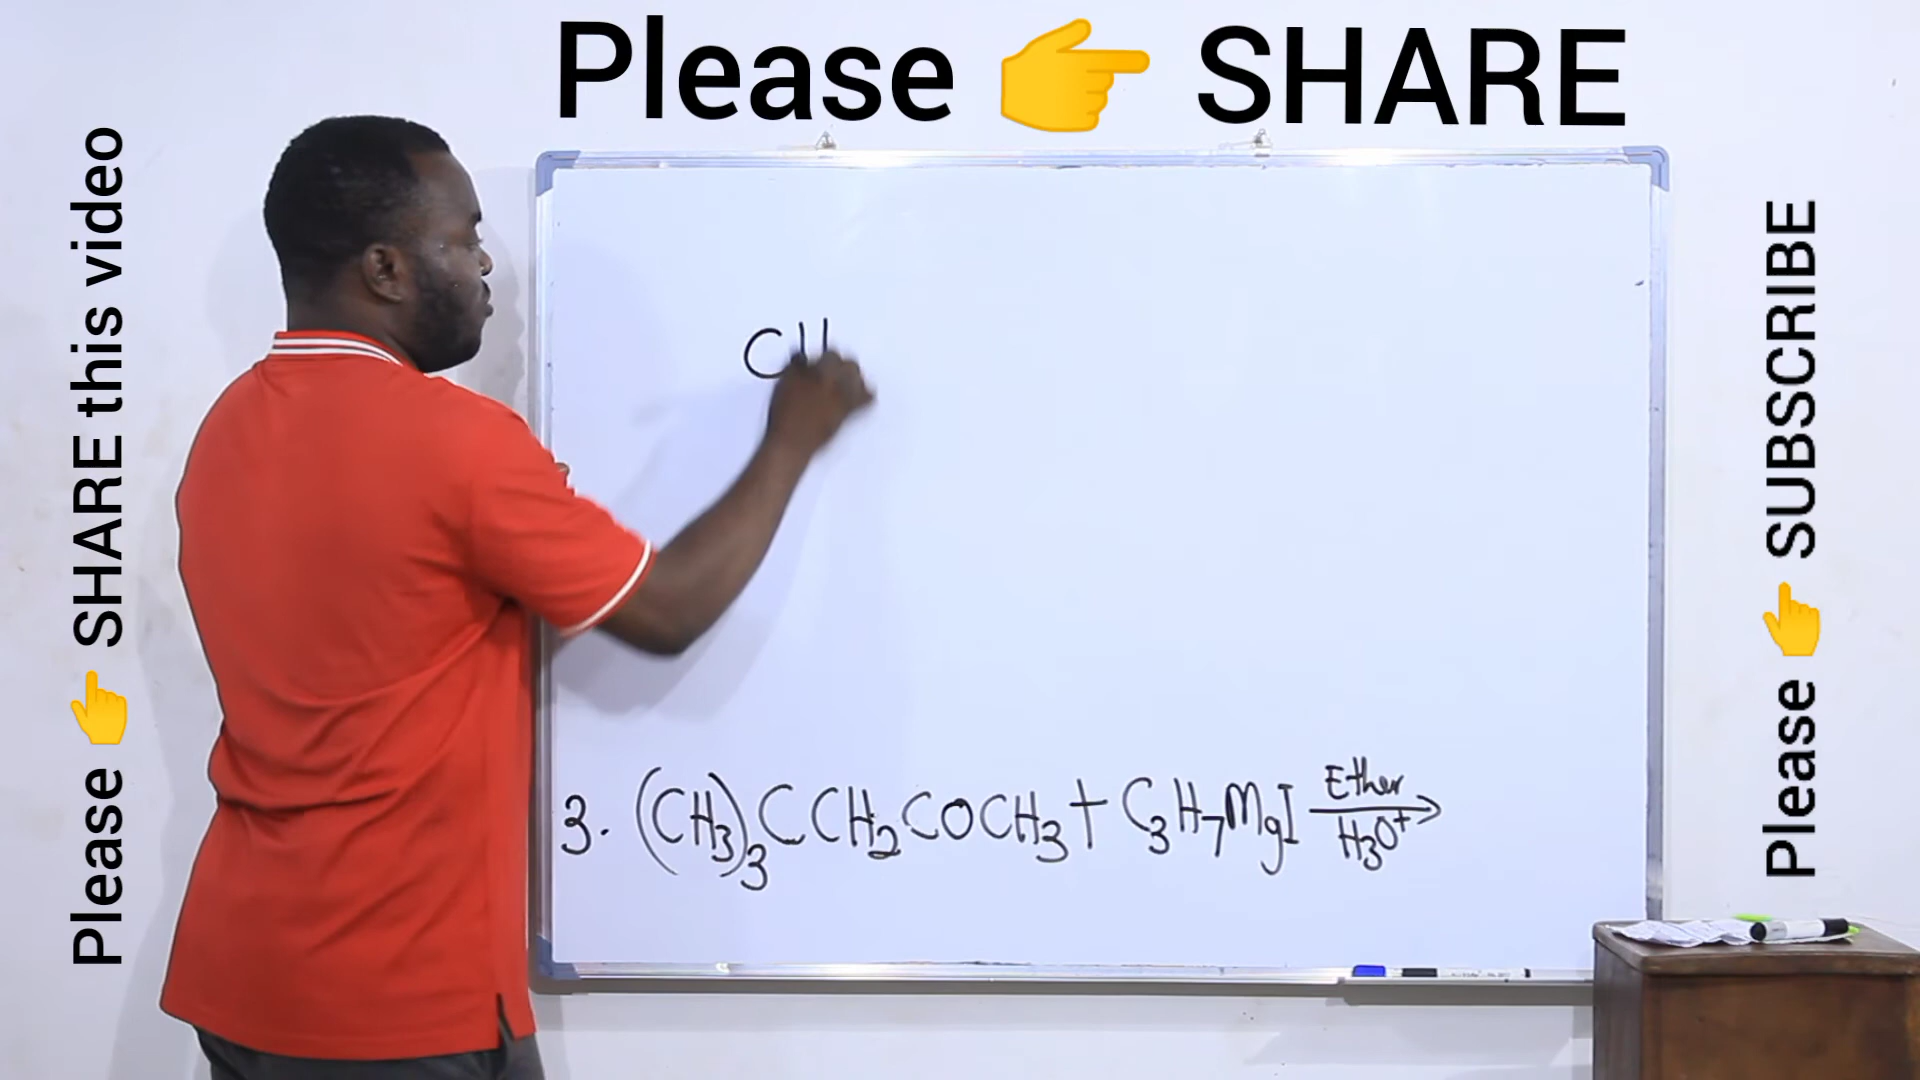 Please 👉 SHARE
Please 👉 SHARE this video
CH
Ether
3. (CH₃)₃CCH₂COCH₃ + C₃H₇MgI
H₃O⁺
Please 👉 SUBSCRIBE